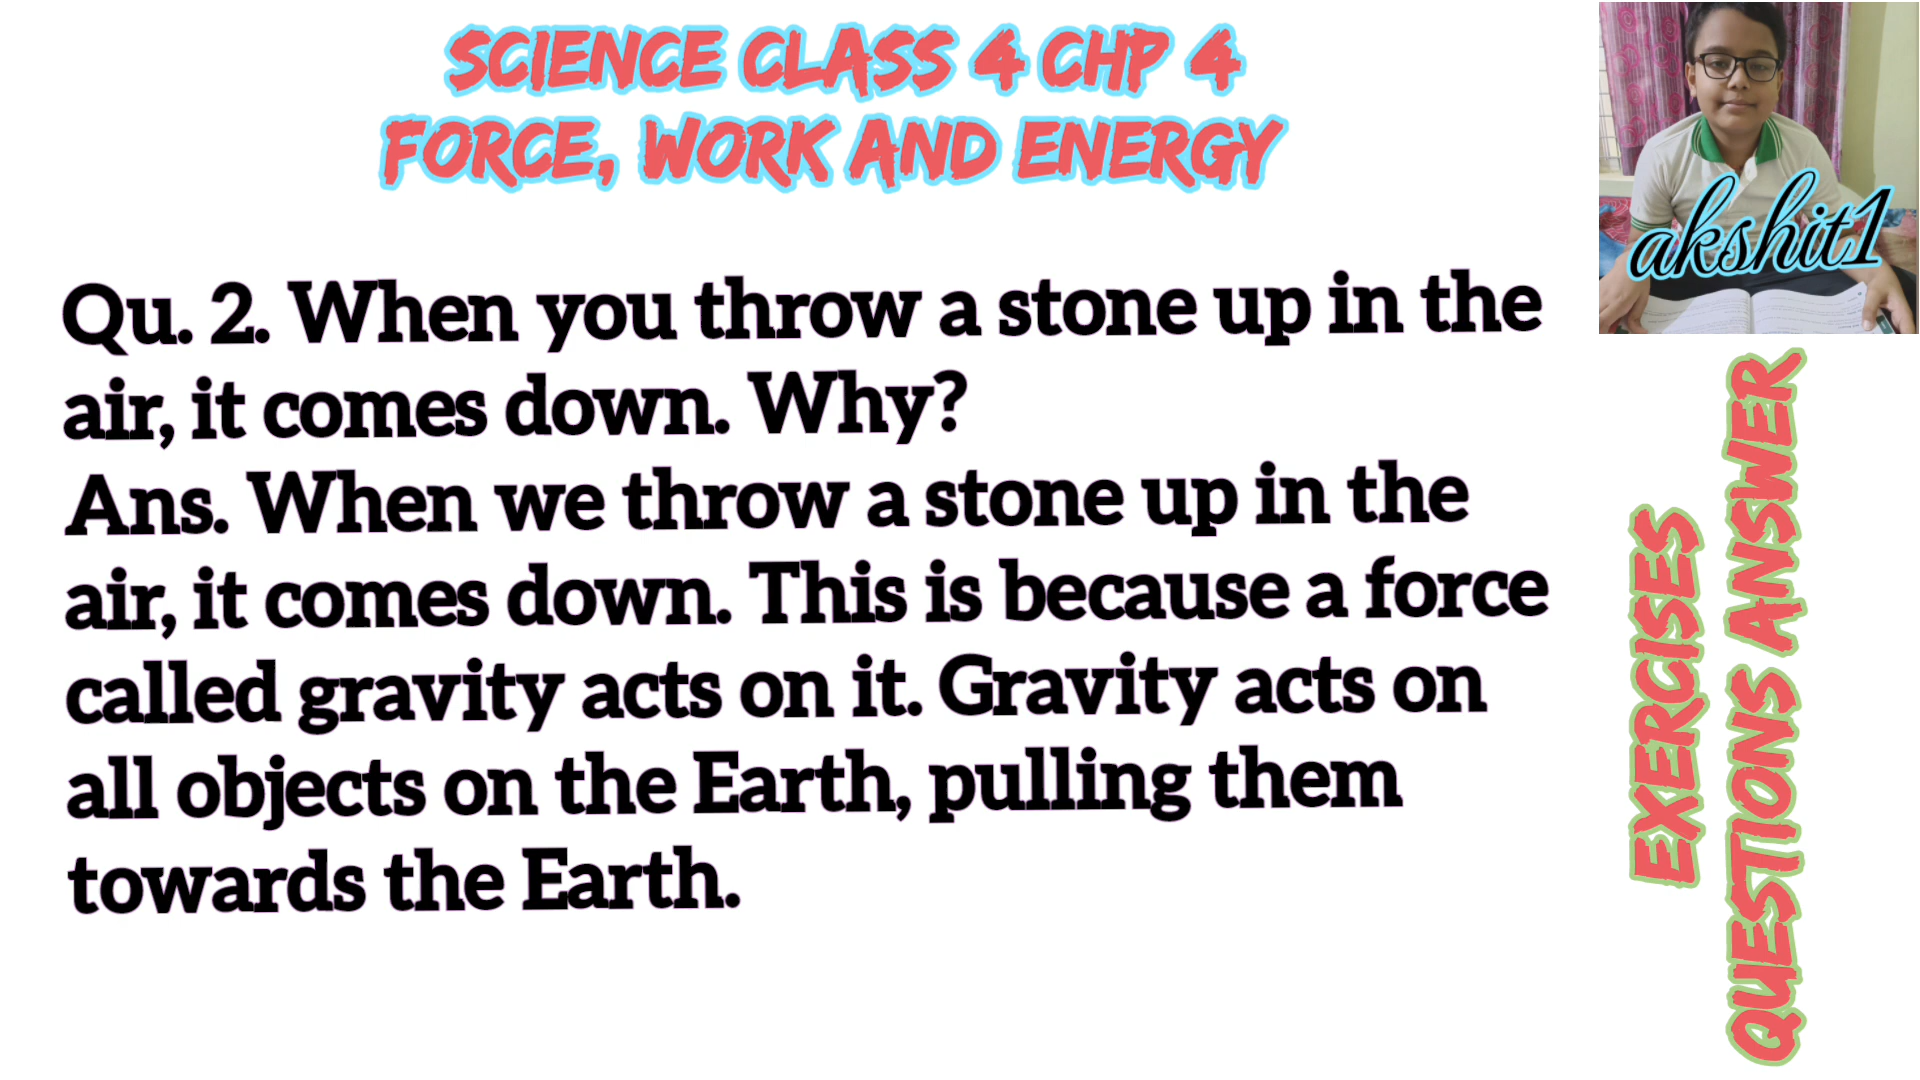 SCIENCE CLASS 4 CHP 4
FORCE, WORK AND ENERGY
akshit1
Qu. 2. When you throw a stone up in the
air, it comes down. Why?
Ans. When we throw a stone up in the
air, it comes down. This is because a force
called gravity acts on it. Gravity acts on
all objects on the Earth, pulling them
towards the Earth.
EXERCISES
QUESTIONS ANSWER